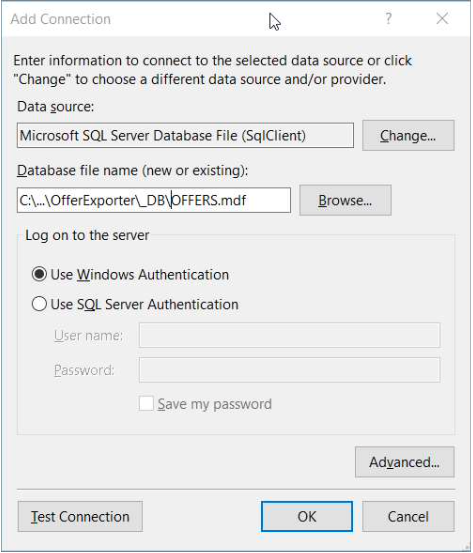 Add Connection
?
Enter information to connect to the selected data source or click
"Change" to choose a different data source and/or provider.
Data source:
Microsoft SQL Server Database File (SqlClient)
Change...
Database file name (new or existing):
C:\...\OfferExporter\_DB\OFFERS.mdf
Browse...
Log on to the server
Use Windows Authentication
Use SQL Server Authentication
User name:
Password:
Save my password
Advanced...
Test Connection
OK
Cancel